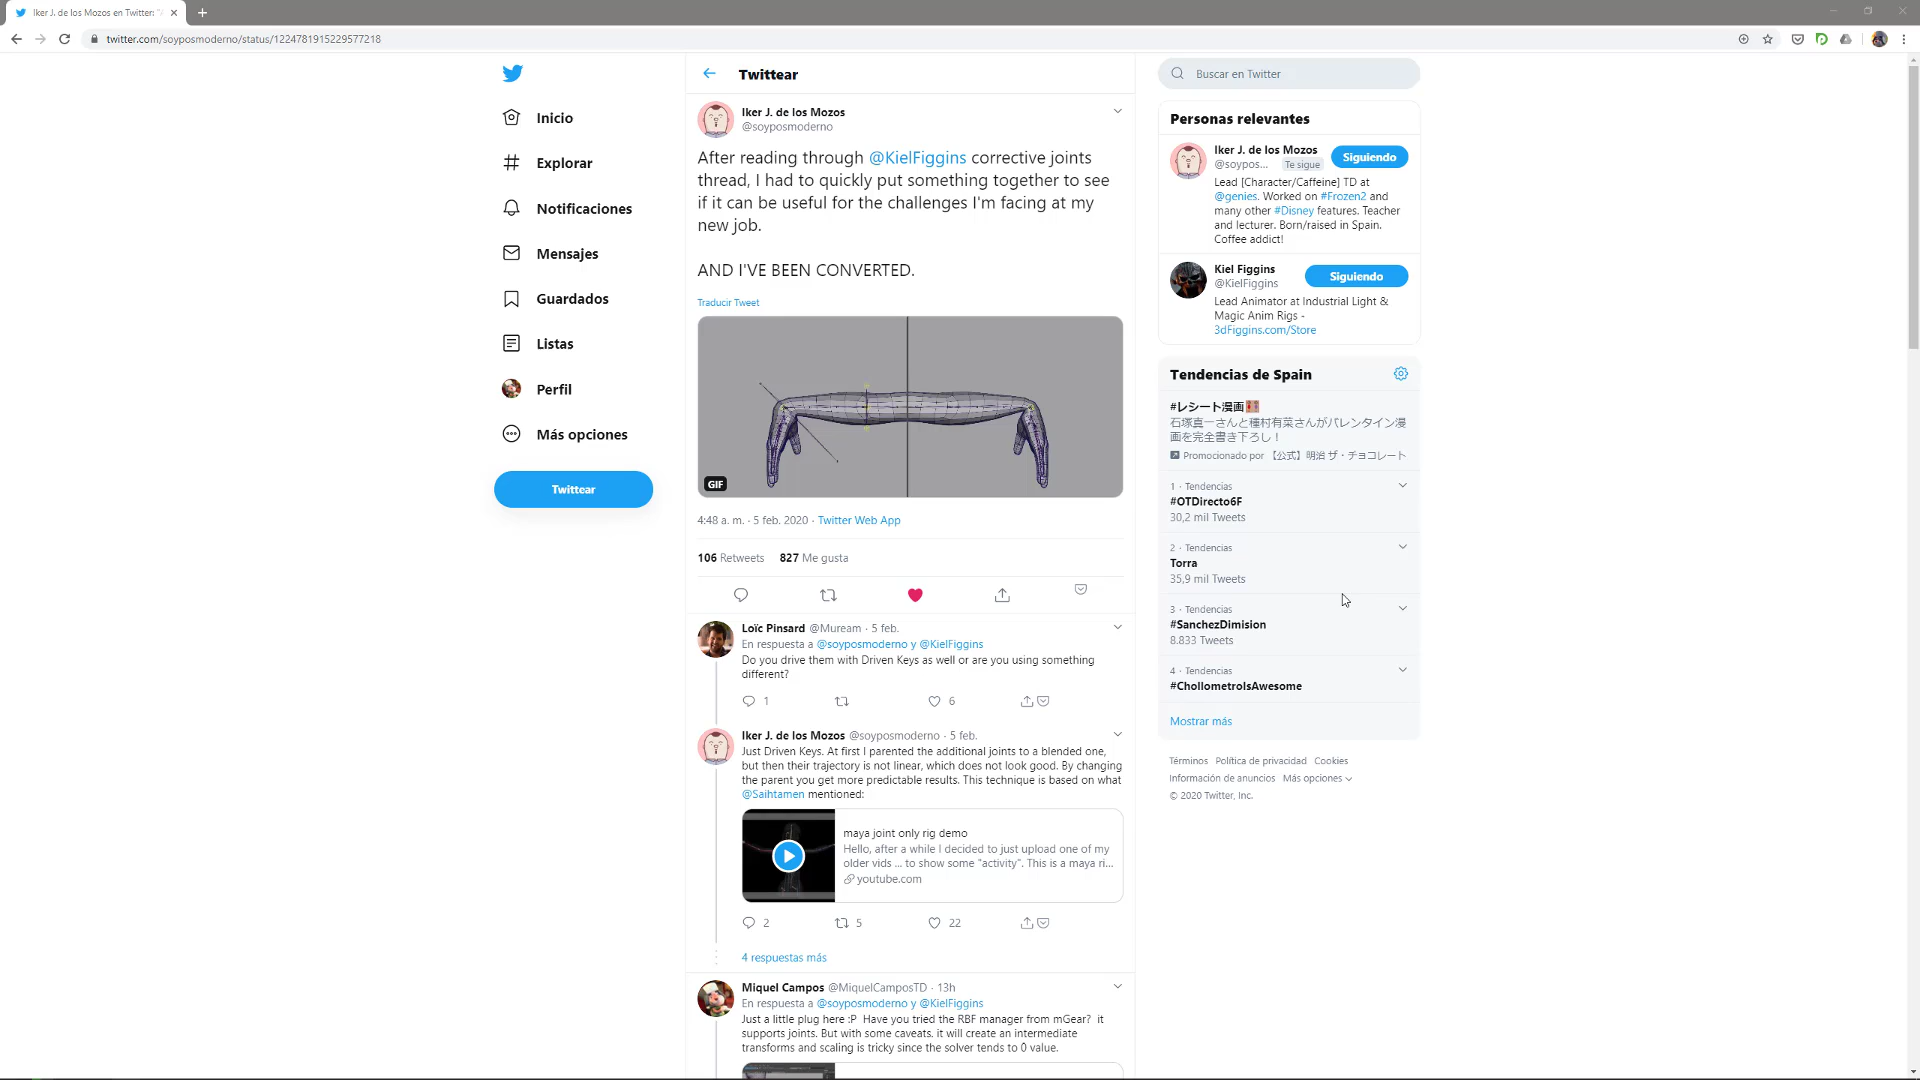 Iker J. de los Mozos en Twitter: "A
twitter.com/soyposmoderno/status/1224781915229577218
Inicio
Explorar
Notificaciones
Mensajes
Guardados
Listas
Perfil
Más opciones
Twittear
Twittear
Iker J. de los Mozos
@soyposmoderno
After reading through @KielFiggins corrective joints
thread, I had to quickly put something together to see
if it can be useful for the challenges I'm facing at my
new job.
AND I'VE BEEN CONVERTED.
Traducir Tweet
GIF
4:48 a. m. · 5 feb. 2020 · Twitter Web App
106 Retweets 827 Me gusta
Loïc Pinsard @Muream · 5 feb.
En respuesta a @soyposmoderno y @KielFiggins
Do you drive them with Driven Keys as well or are you using something
different?
1 6
Iker J. de los Mozos @soyposmoderno · 5 feb.
Just Driven Keys. At first I parented the additional joints to a blended one,
but then their trajectory is not linear, which does not look good. By changing
the parent you get more predictable results. This technique is based on what
@Saihtamen mentioned:
maya joint only rig demo
Hello, after a while I decided to just upload one of my
older vids ... to show some "activity". This is a maya ri...
youtube.com
2 5 22
4 respuestas más
Miquel Campos @MiquelCamposTD · 13h
En respuesta a @soyposmoderno y @KielFiggins
Just a little plug here :P Have you tried the RBF manager from mGear? it
supports joints. But with some caveats. it will create an intermediate
transforms and scaling is tricky since the solver tends to 0 value.
Buscar en Twitter
Personas relevantes
Iker J. de los Mozos
@soypos... Te sigue
Siguiendo
Lead [Character/Caffeine] TD at
@genies. Worked on #Frozen2 and
many other #Disney features. Teacher
and lecturer. Born/raised in Spain.
Coffee addict!
Kiel Figgins
@KielFiggins
Siguiendo
Lead Animator at Industrial Light &
Magic Anim Rigs -
3dFiggins.com/Store
Tendencias de Spain
#レシート漫画
石塚真一さんと種村有菜さんがバレンタイン漫
画を完全書き下ろし！
Promocionado por 【公式】明治 ザ・チョコレート
1 · Tendencias
#OTDirecto6F
30,2 mil Tweets
2 · Tendencias
Torra
35,9 mil Tweets
3 · Tendencias
#SanchezDimision
8.833 Tweets
4 · Tendencias
#ChollometroIsAwesome
Mostrar más
Términos Política de privacidad Cookies
Información de anuncios Más opciones
© 2020 Twitter, Inc.